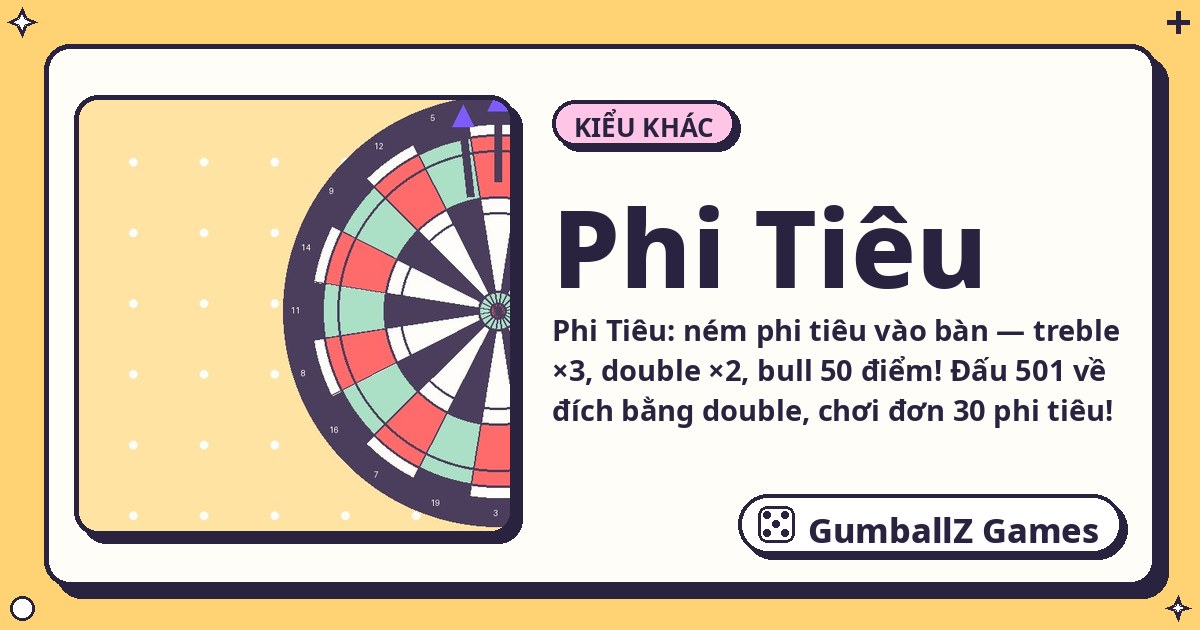 KIỂU KHÁC
Phi Tiêu
Phi Tiêu: ném phi tiêu vào bàn — treble
×3, double ×2, bull 50 điểm! Đấu 501 về
đích bằng double, chơi đơn 30 phi tiêu!
GumballZ Games
5
12
9
14
11
8
16
7
19
3